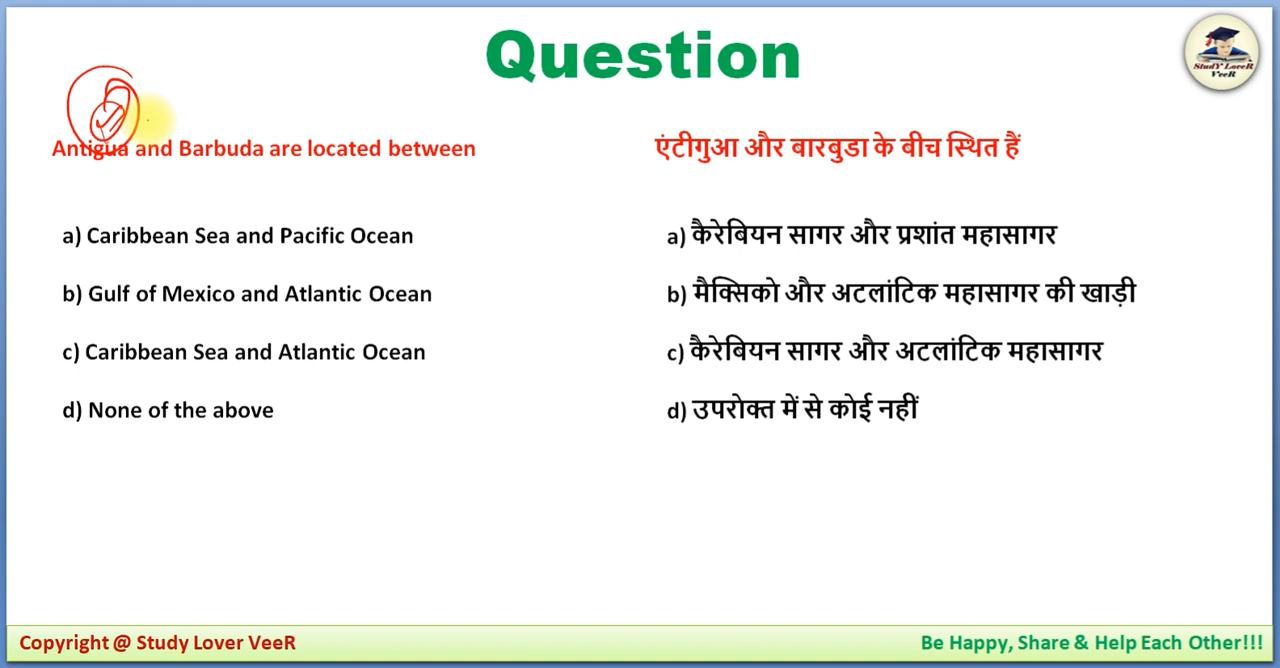 Question
StudY LoveR
VeeR
Antigua and Barbuda are located between
a) Caribbean Sea and Pacific Ocean
b) Gulf of Mexico and Atlantic Ocean
c) Caribbean Sea and Atlantic Ocean
d) None of the above
एंटीगुआ और बारबुडा के बीच स्थित हैं
a) कैरेबियन सागर और प्रशांत महासागर
b) मैक्सिको और अटलांटिक महासागर की खाड़ी
c) कैरेबियन सागर और अटलांटिक महासागर
d) उपरोक्त में से कोई नहीं
Copyright @ Study Lover VeeR
Be Happy, Share & Help Each Other!!!